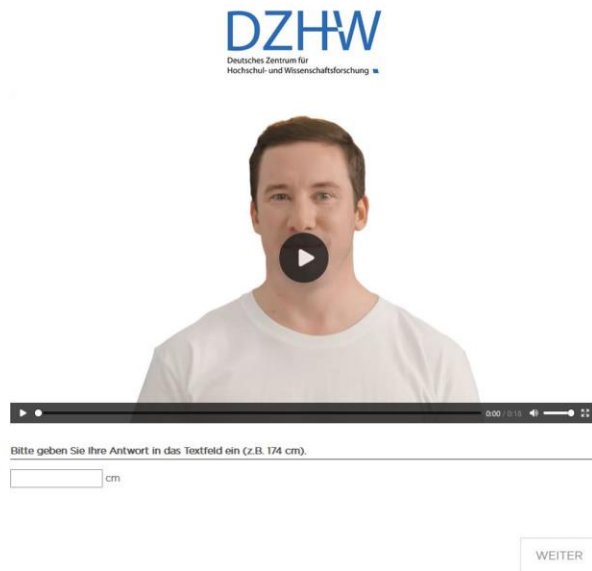 DZHW
Deutsches Zentrum für
Hochschul- und Wissenschaftsforschung
0:00 / 0:18
Bitte geben Sie Ihre Antwort in das Textfeld ein (z.B. 174 cm).
cm
WEITER